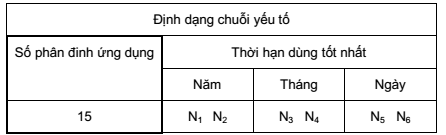 Định dạng chuỗi yếu tố
Số phân đinh ứng dụng
Thời hạn dùng tốt nhất
Năm
Tháng
Ngày
15
N₁ N₂
N₃ N₄
N₅ N₆